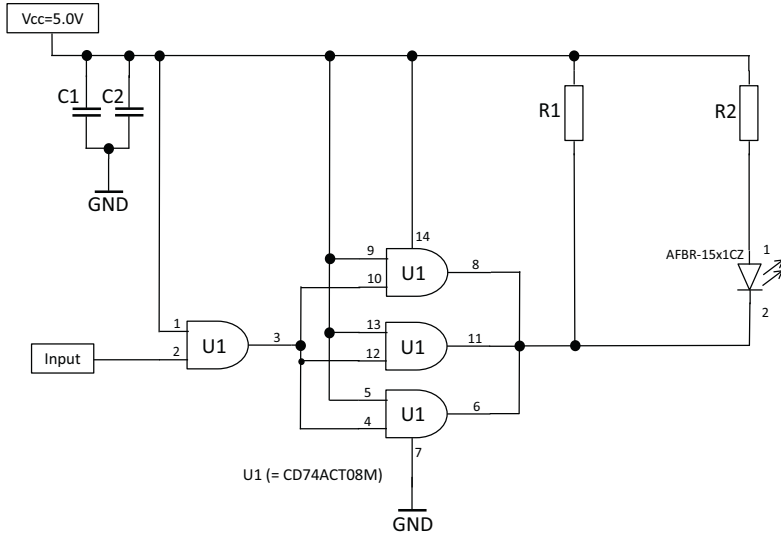 Vcc=5.0V
C1
C2
R1
R2
GND
14
9
8
AFBR-15x1CZ
1
U1
10
2
1
13
3
U1
11
Input
2
U1
12
5
6
U1
4
7
U1 (= CD74ACT08M)
GND